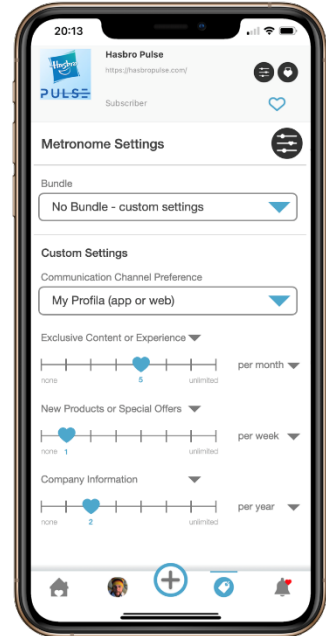 20:13
Hasbro
PULSE
Hasbro Pulse
https://hasbropulse.com/
Subscriber
Metronome Settings
Bundle
No Bundle - custom settings
Custom Settings
Communication Channel Preference
My Profila (app or web)
Exclusive Content or Experience
none 5 unlimited
per month
New Products or Special Offers
none 1 unlimited
per week
Company Information
none 2 unlimited
per year